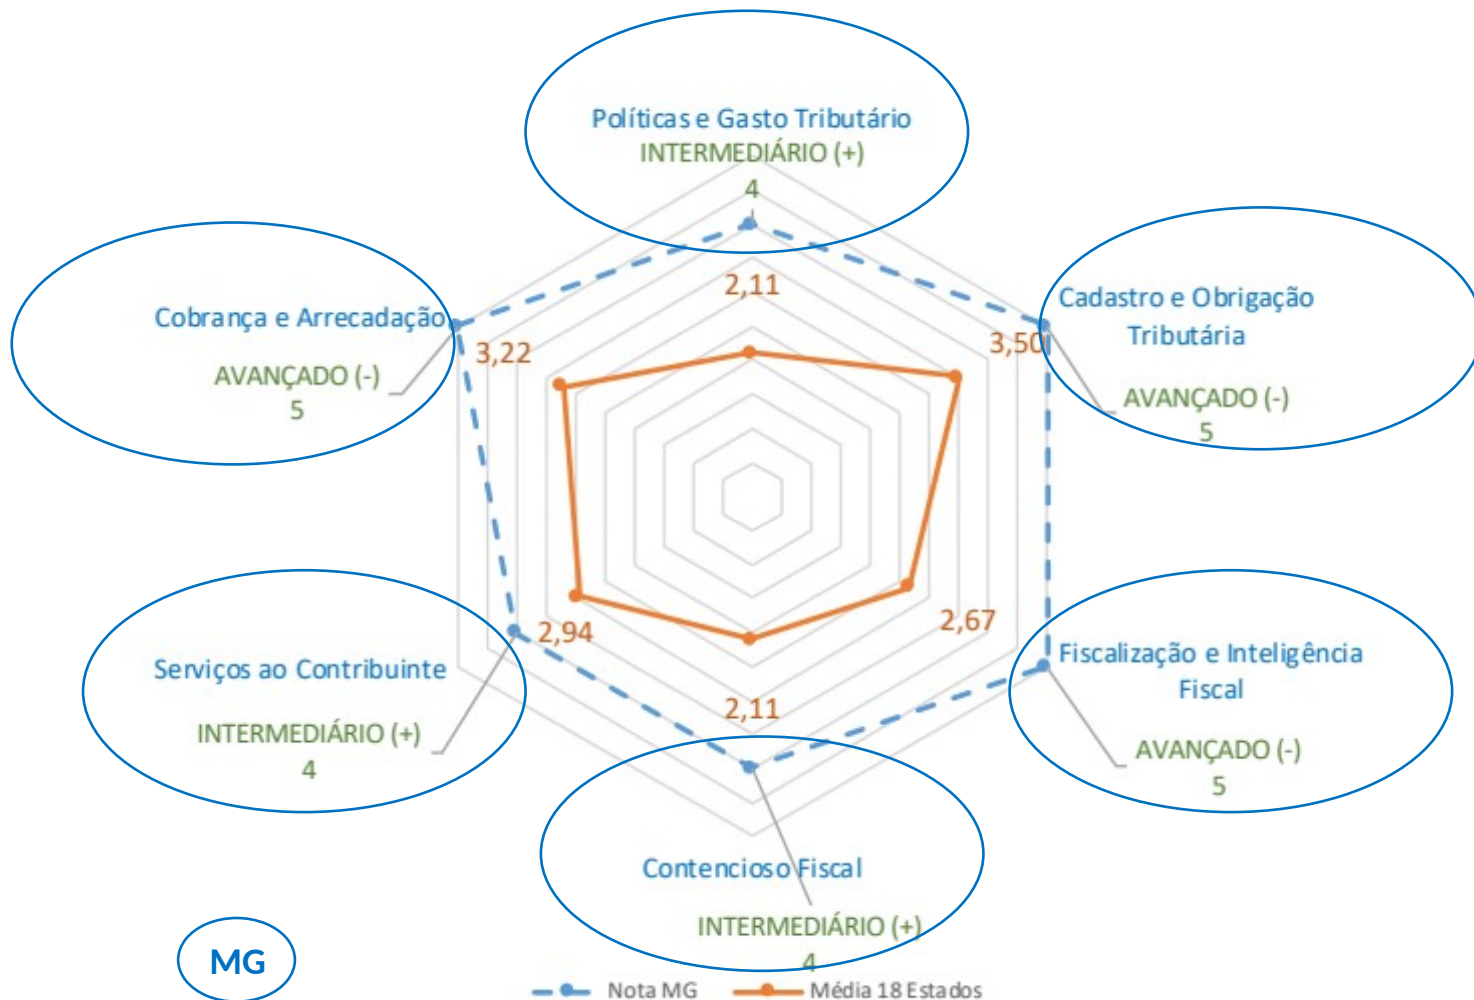 Políticas e Gasto Tributário
INTERMEDIÁRIO (+)
4
2,11
Cadastro e Obrigação
Tributária
3,50
AVANÇADO (-)
5
Cobrança e Arrecadação
3,22
AVANÇADO (-)
5
2,94
Serviços ao Contribuinte
INTERMEDIÁRIO (+)
4
2,67
Fiscalização e Inteligência
Fiscal
AVANÇADO (-)
5
2,11
Contencioso Fiscal
INTERMEDIÁRIO (+)
4
MG
Nota MG
Média 18 Estados